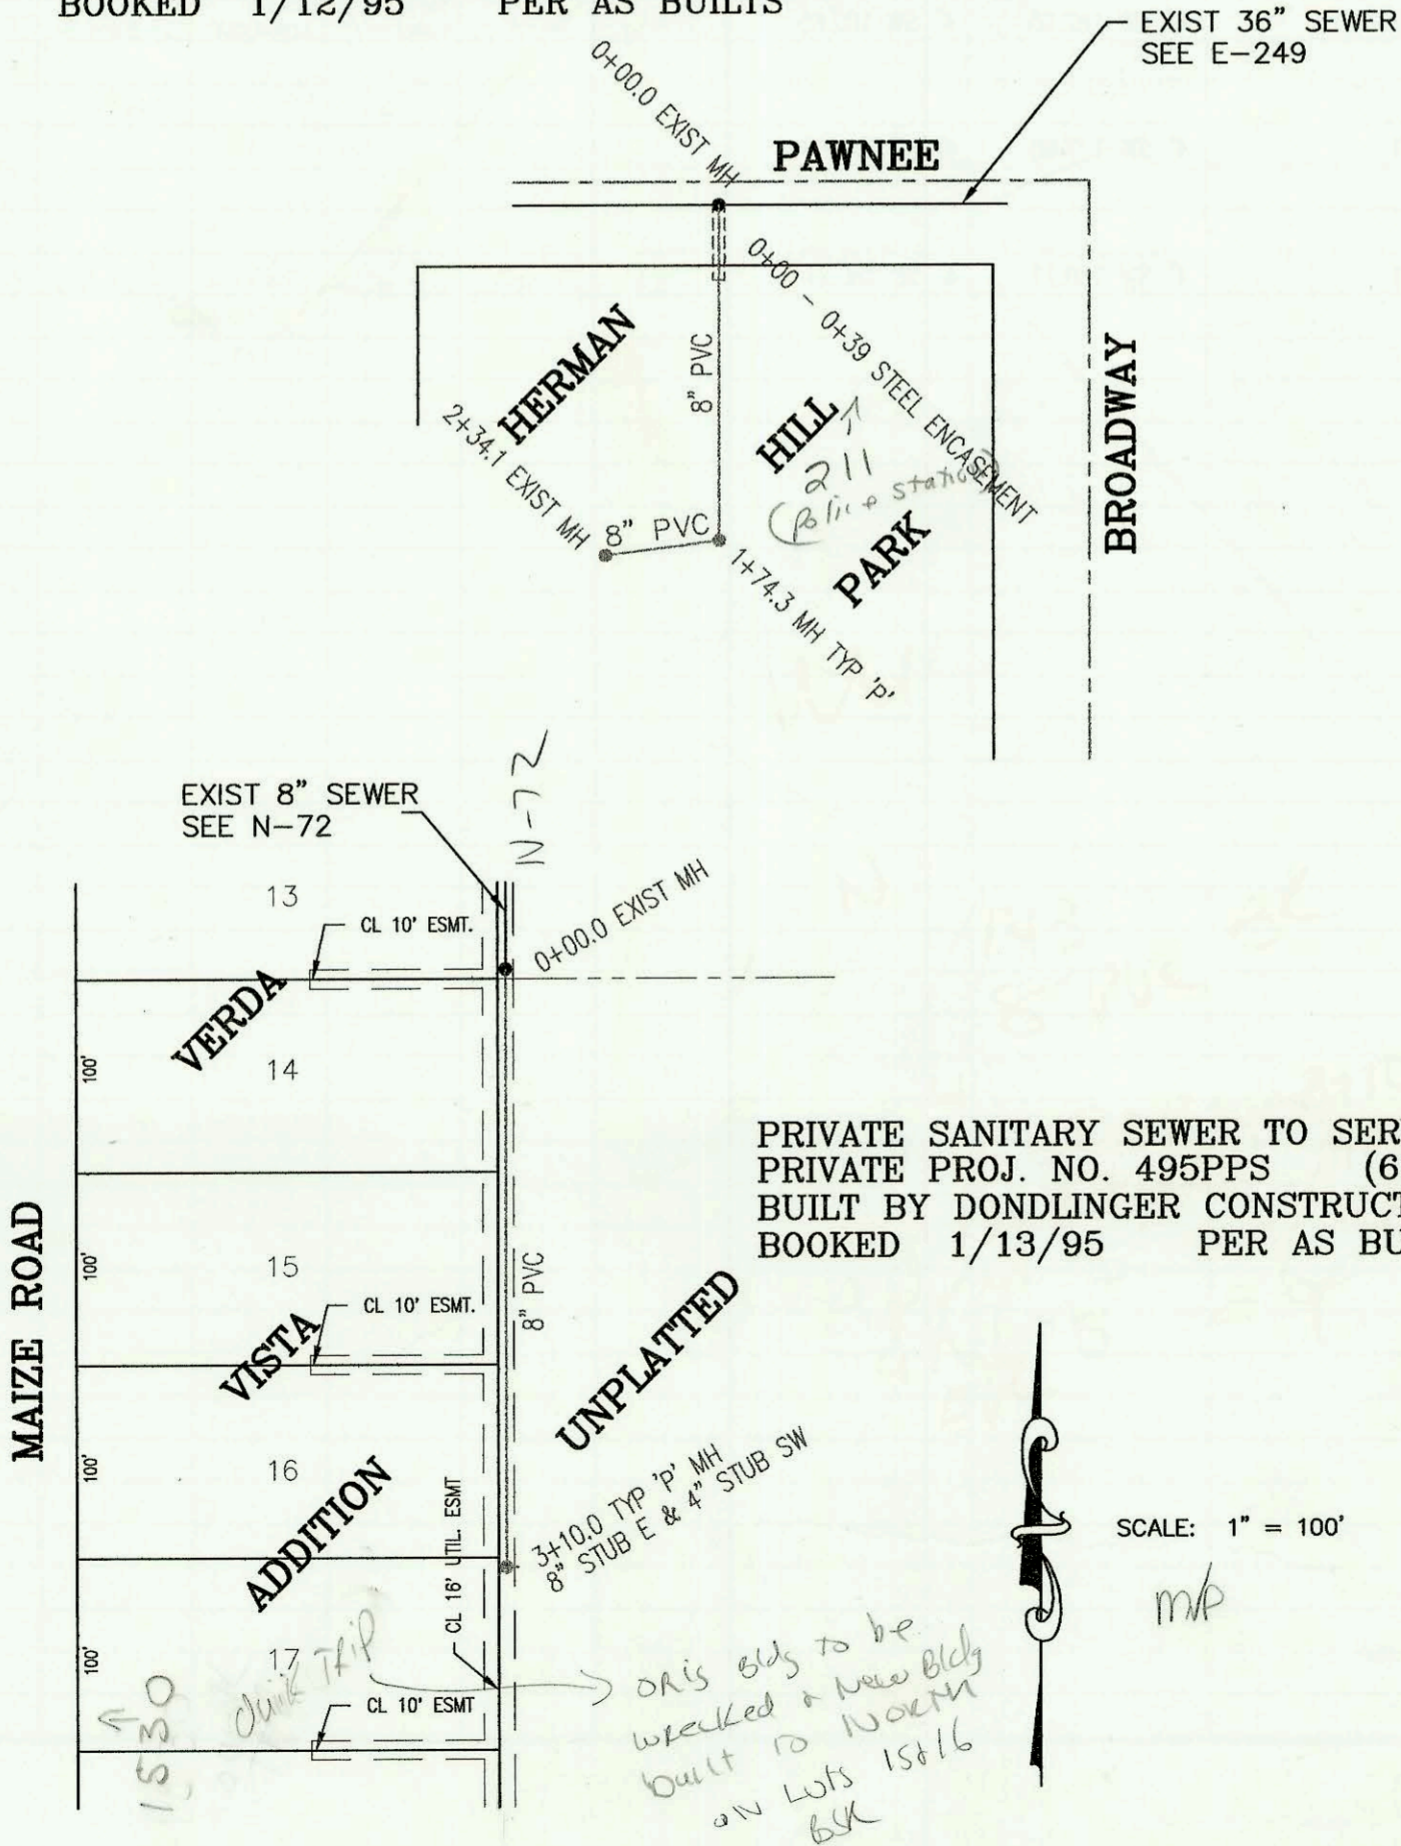 BOOKED 1/12/95 PER AS BUILTS
EXIST 36" SEWER
SEE E-249
0+00.0 EXIST MH
PAWNEE
0+00 - 0+39 STEEL ENCASEMENT
HERMAN
8" PVC
HILL
211
(police station)
PARK
BROADWAY
2+34.1 EXIST MH
8" PVC
1+74.3 MH TYP 'P'
N-72
EXIST 8" SEWER
SEE N-72
13
CL 10' ESMT.
0+00.0 EXIST MH
VERDA
100'
14
PRIVATE SANITARY SEWER TO SER
PRIVATE PROJ. NO. 495PPS (6
BUILT BY DONDLINGER CONSTRUCT
BOOKED 1/13/95 PER AS BU
MAIZE ROAD
100'
15
8" PVC
CL 10' ESMT.
VISTA
UNPLATTED
100'
16
ADDITION
CL 16' UTIL. ESMT
3+10.0 TYP 'P' MH
8" STUB E & 4" STUB SW
SCALE: 1" = 100'
100'
17
Quik Trip
CL 10' ESMT
1530
ORIG Bldg to be
wrecked & New Bldg
built to NORTH
ON Lots 15&16
BSK